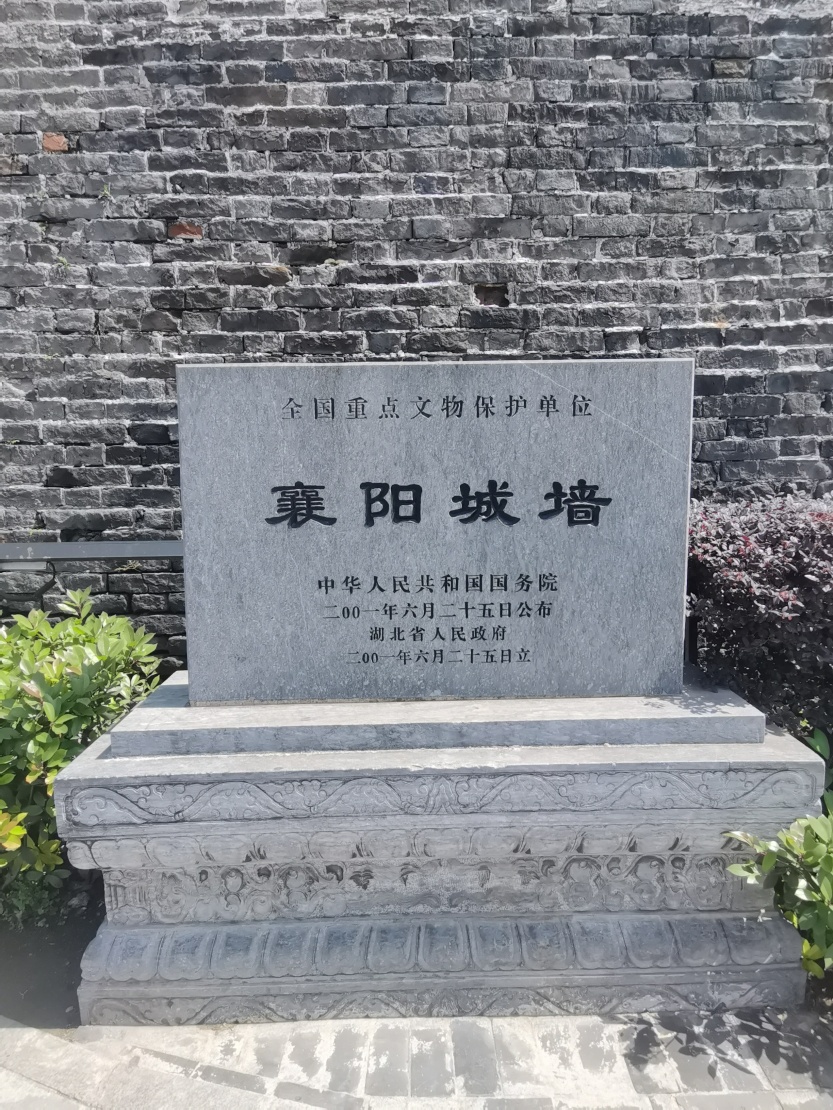 全国重点文物保护单位
襄阳城墙
中华人民共和国国务院
二00一年六月二十五日公布
湖北省人民政府
二00一年六月二十五日立